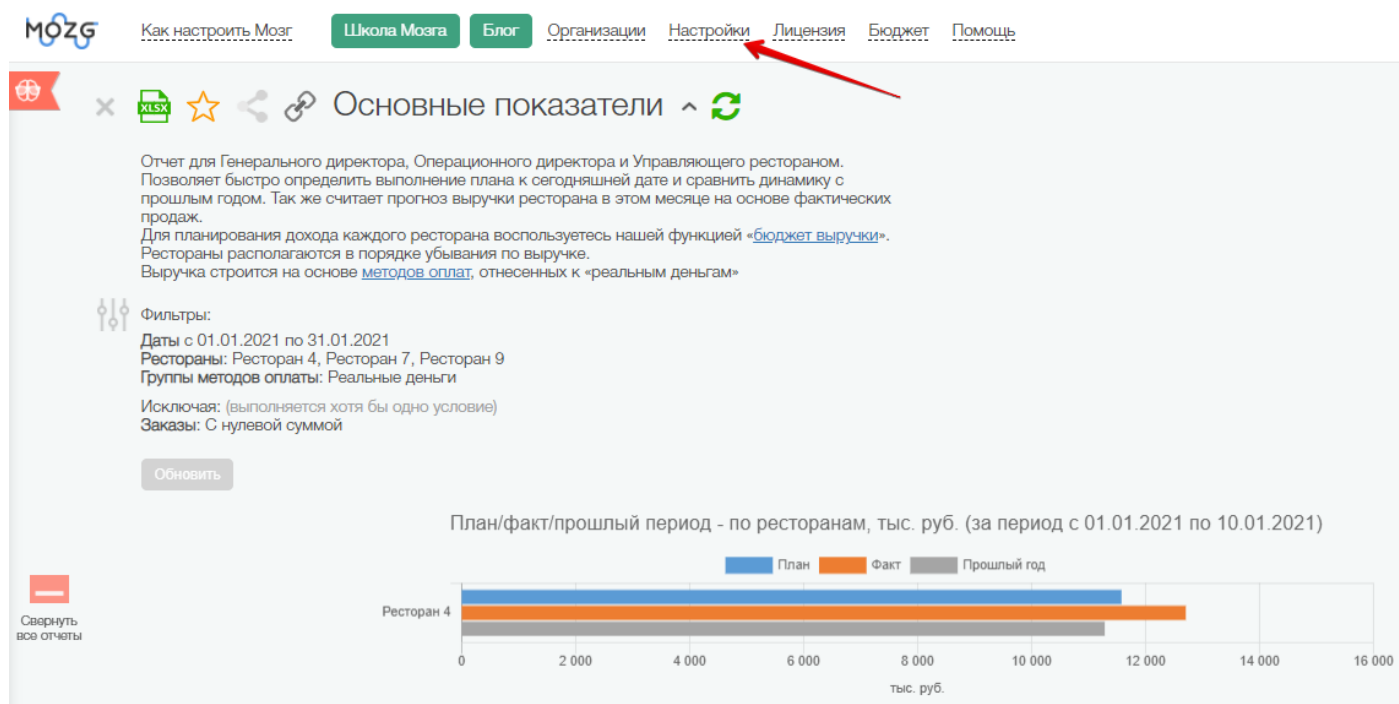 MOZG Как настроить Мозг Школа Мозга Блог Организации Настройки Лицензия Бюджет Помощь
XLSX Основные показатели
Отчет для Генерального директора, Операционного директора и Управляющего рестораном.
Позволяет быстро определить выполнение плана к сегодняшней дате и сравнить динамику с
прошлым годом. Так же считает прогноз выручки ресторана в этом месяце на основе фактических
продаж.
Для планирования дохода каждого ресторана воспользуетесь нашей функцией «бюджет выручки».
Рестораны располагаются в порядке убывания по выручке.
Выручка строится на основе методов оплат, отнесенных к «реальным деньгам»
Фильтры:
Даты с 01.01.2021 по 31.01.2021
Рестораны: Ресторан 4, Ресторан 7, Ресторан 9
Группы методов оплаты: Реальные деньги
Исключая: (выполняется хотя бы одно условие)
Заказы: С нулевой суммой
Обновить
План/факт/прошлый период - по ресторанам, тыс. руб. (за период с 01.01.2021 по 10.01.2021)
План Факт Прошлый год
Ресторан 4
Свернуть
все отчеты
0 2 000 4 000 6 000 8 000 10 000 12 000 14 000 16 000
тыс. руб.